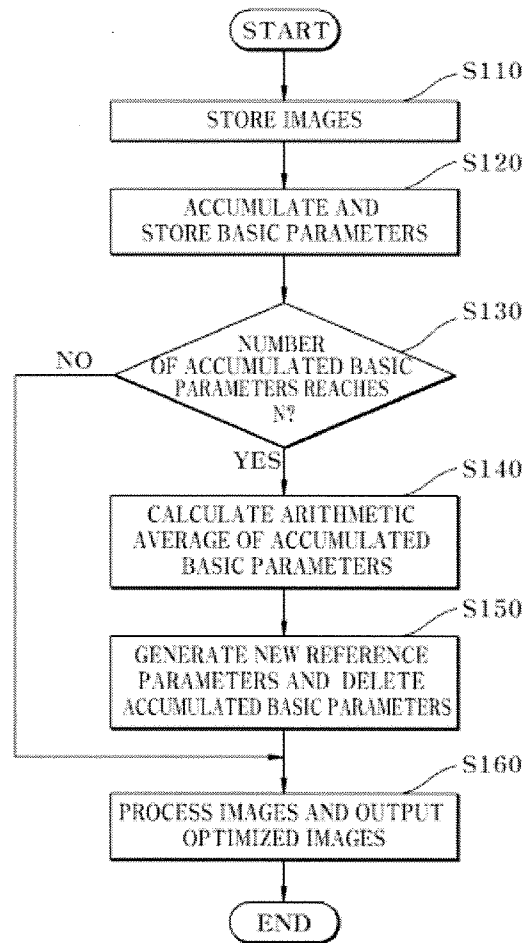 START
S110
STORE IMAGES
S120
ACCUMULATE AND
STORE BASIC PARAMETERS
S130
NUMBER
OF ACCUMULATED BASIC
PARAMETERS REACHES
N?
NO
YES
S140
CALCULATE ARITHMETIC
AVERAGE OF ACCUMULATED
BASIC PARAMETERS
S150
GENERATE NEW REFERENCE
PARAMETERS AND DELETE
ACCUMULATED BASIC PARAMETERS
S160
PROCESS IMAGES AND OUTPUT
OPTIMIZED IMAGES
END